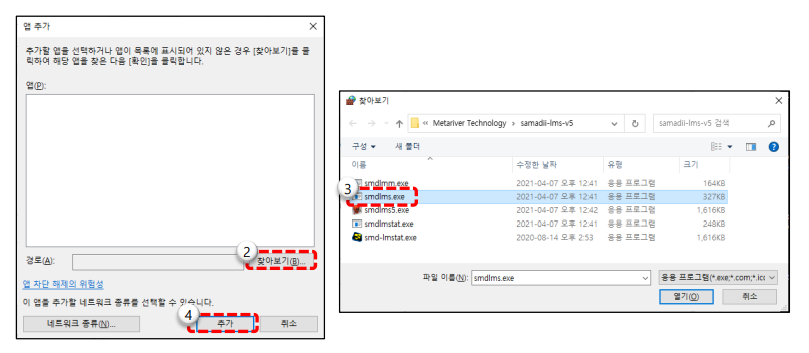 앱 추가
추가할 앱을 선택하거나 앱이 목록에 표시되어 있지 않은 경우 [찾아보기]를 클
릭하여 해당 앱을 찾은 다음 [확인]을 클릭합니다.
앱(P):
2
경로(A):
찾아보기(B)...
앱 차단 해제의 위험성
이 앱을 추가할 네트워크 종류를 선택할 수 있습니다.
4
네트워크 종류(N)...
추가
취소
찾아보기
« Metariver Technology › samadii-lms-v5
samadii-lms-v5 검색
구성 새 폴더
이름 수정한 날짜 유형 크기
smdlmm.exe 2021-04-07 오후 12:41 응용 프로그램 164KB
3
smdlms.exe 2021-04-07 오후 12:41 응용 프로그램 327KB
smdlms5.exe 2021-04-07 오후 12:42 응용 프로그램 1,616KB
smdlmstat.exe 2021-04-07 오후 12:41 응용 프로그램 248KB
smd-lmstat.exe 2020-08-14 오후 2:53 응용 프로그램 1,616KB
파일 이름(N): smdlms.exe
응용 프로그램(*.exe;*.com;*.icc
열기(O)
취소